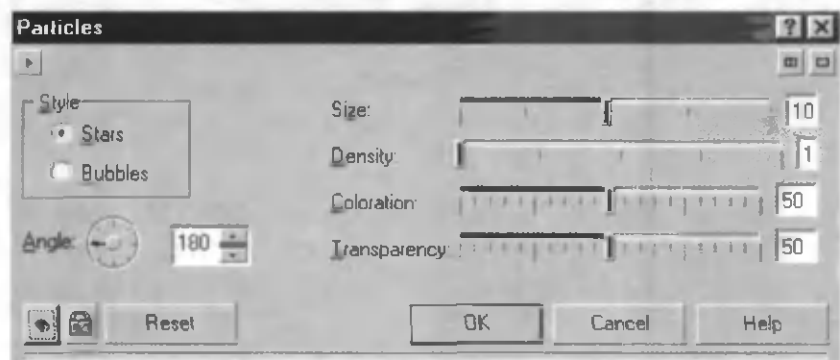 Particles
Style
Stars
Bubbles
Angle: 180
Size: 10
Density: 1
Coloration: 50
Transparency: 50
Reset
OK
Cancel
Help